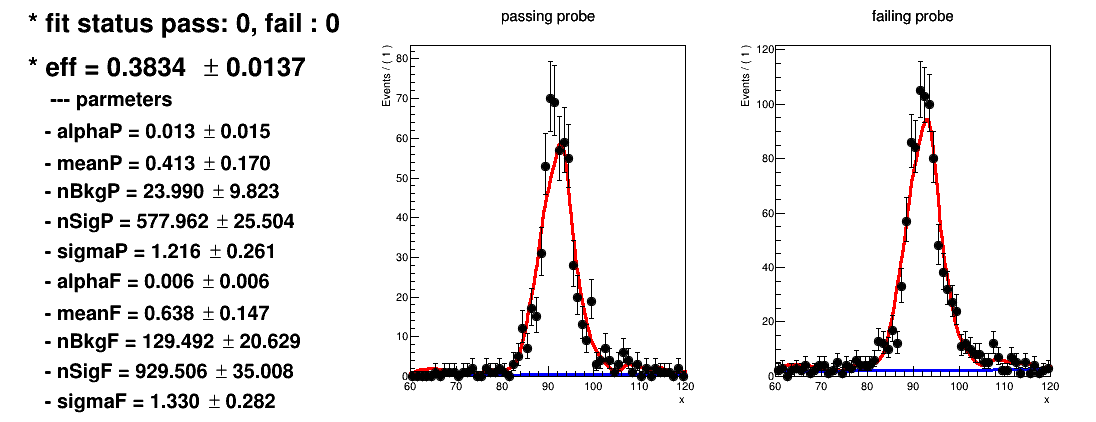 * fit status pass: 0, fail : 0
* eff = 0.3834 ± 0.0137
--- parmeters
- alphaP = 0.013 ± 0.015
- meanP = 0.413 ± 0.170
- nBkgP = 23.990 ± 9.823
- nSigP = 577.962 ± 25.504
- sigmaP = 1.216 ± 0.261
- alphaF = 0.006 ± 0.006
- meanF = 0.638 ± 0.147
- nBkgF = 129.492 ± 20.629
- nSigF = 929.506 ± 35.008
- sigmaF = 1.330 ± 0.282
passing probe
Events / ( 1 )
80
70
60
50
40
30
20
10
0
60 70 80 90 100 110 120
x
failing probe
Events / ( 1 )
120
100
80
60
40
20
0
60 70 80 90 100 110 120
x